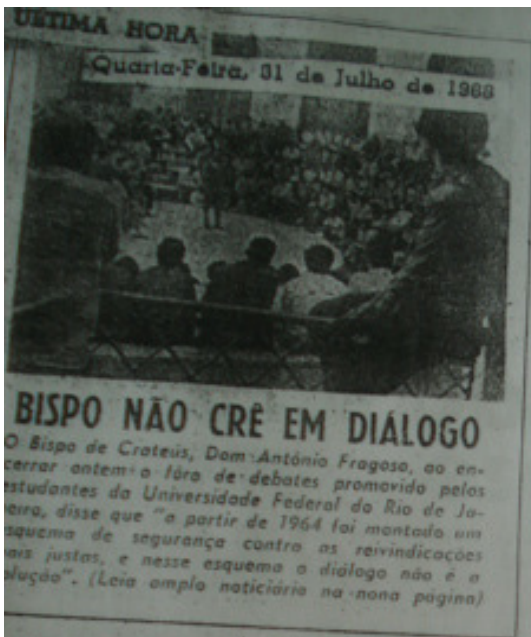 ÚLTIMA HORA
Quarta-Feira, 31 de Julho de 1968
BISPO NÃO CRÊ EM DIÁLOGO
O Bispo de Crateús, Dom Antônio Fragoso, ao en-
cerrar ontem o fóro de debates promovido pelos
estudantes da Universidade Federal do Rio de Ja-
neiro, disse que "a partir de 1964 foi montado um
esquema de segurança contra as reivindicações
mais justas, e nesse esquema o diálogo não é a
solução". (Leia amplo noticiário na nona página)